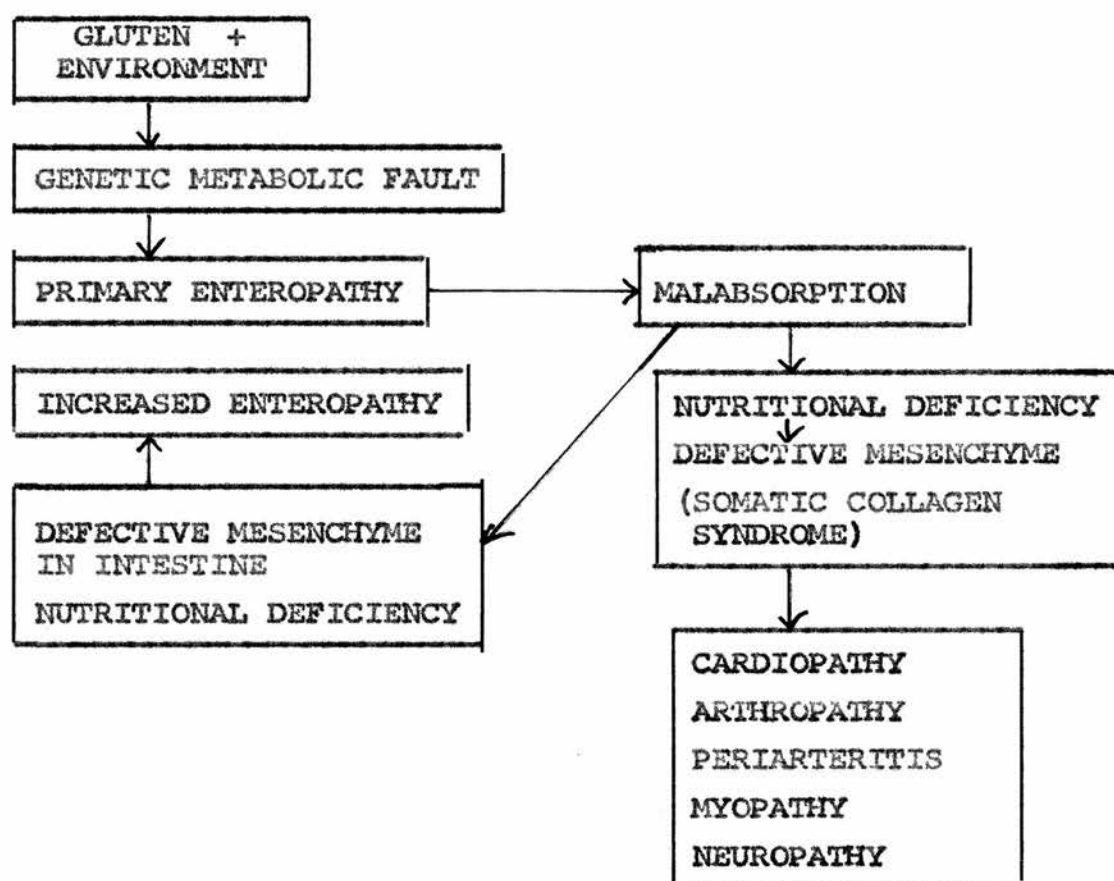 GLUTEN +
ENVIRONMENT
GENETIC METABOLIC FAULT
PRIMARY ENTEROPATHY
MALABSORPTION
INCREASED ENTEROPATHY
DEFECTIVE MESENCHYME
IN INTESTINE
NUTRITIONAL DEFICIENCY
NUTRITIONAL DEFICIENCY
DEFECTIVE MESENCHYME
(SOMATIC COLLAGEN
SYNDROME)
CARDIOPATHY
ARTHROPATHY
PERIARTERITIS
MYOPATHY
NEUROPATHY